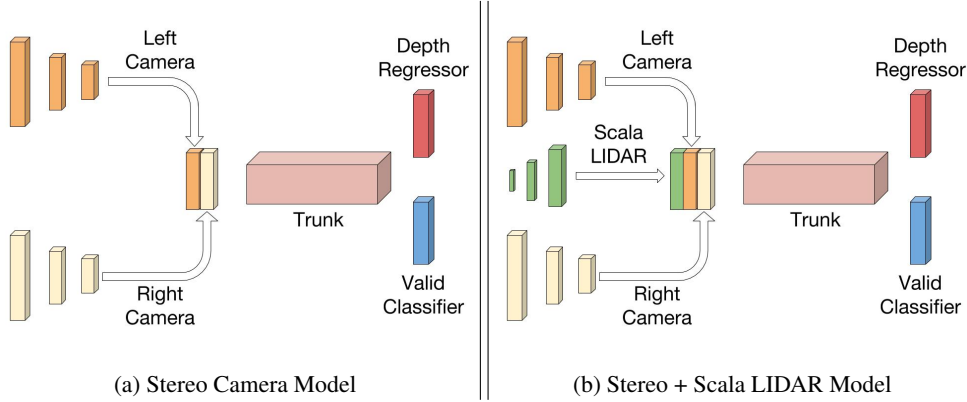 Left
Camera
Depth
Regressor
Trunk
Right
Camera
Valid
Classifier
(a) Stereo Camera Model
Left
Camera
Depth
Regressor
Scala
LIDAR
Trunk
Right
Camera
Valid
Classifier
(b) Stereo + Scala LIDAR Model